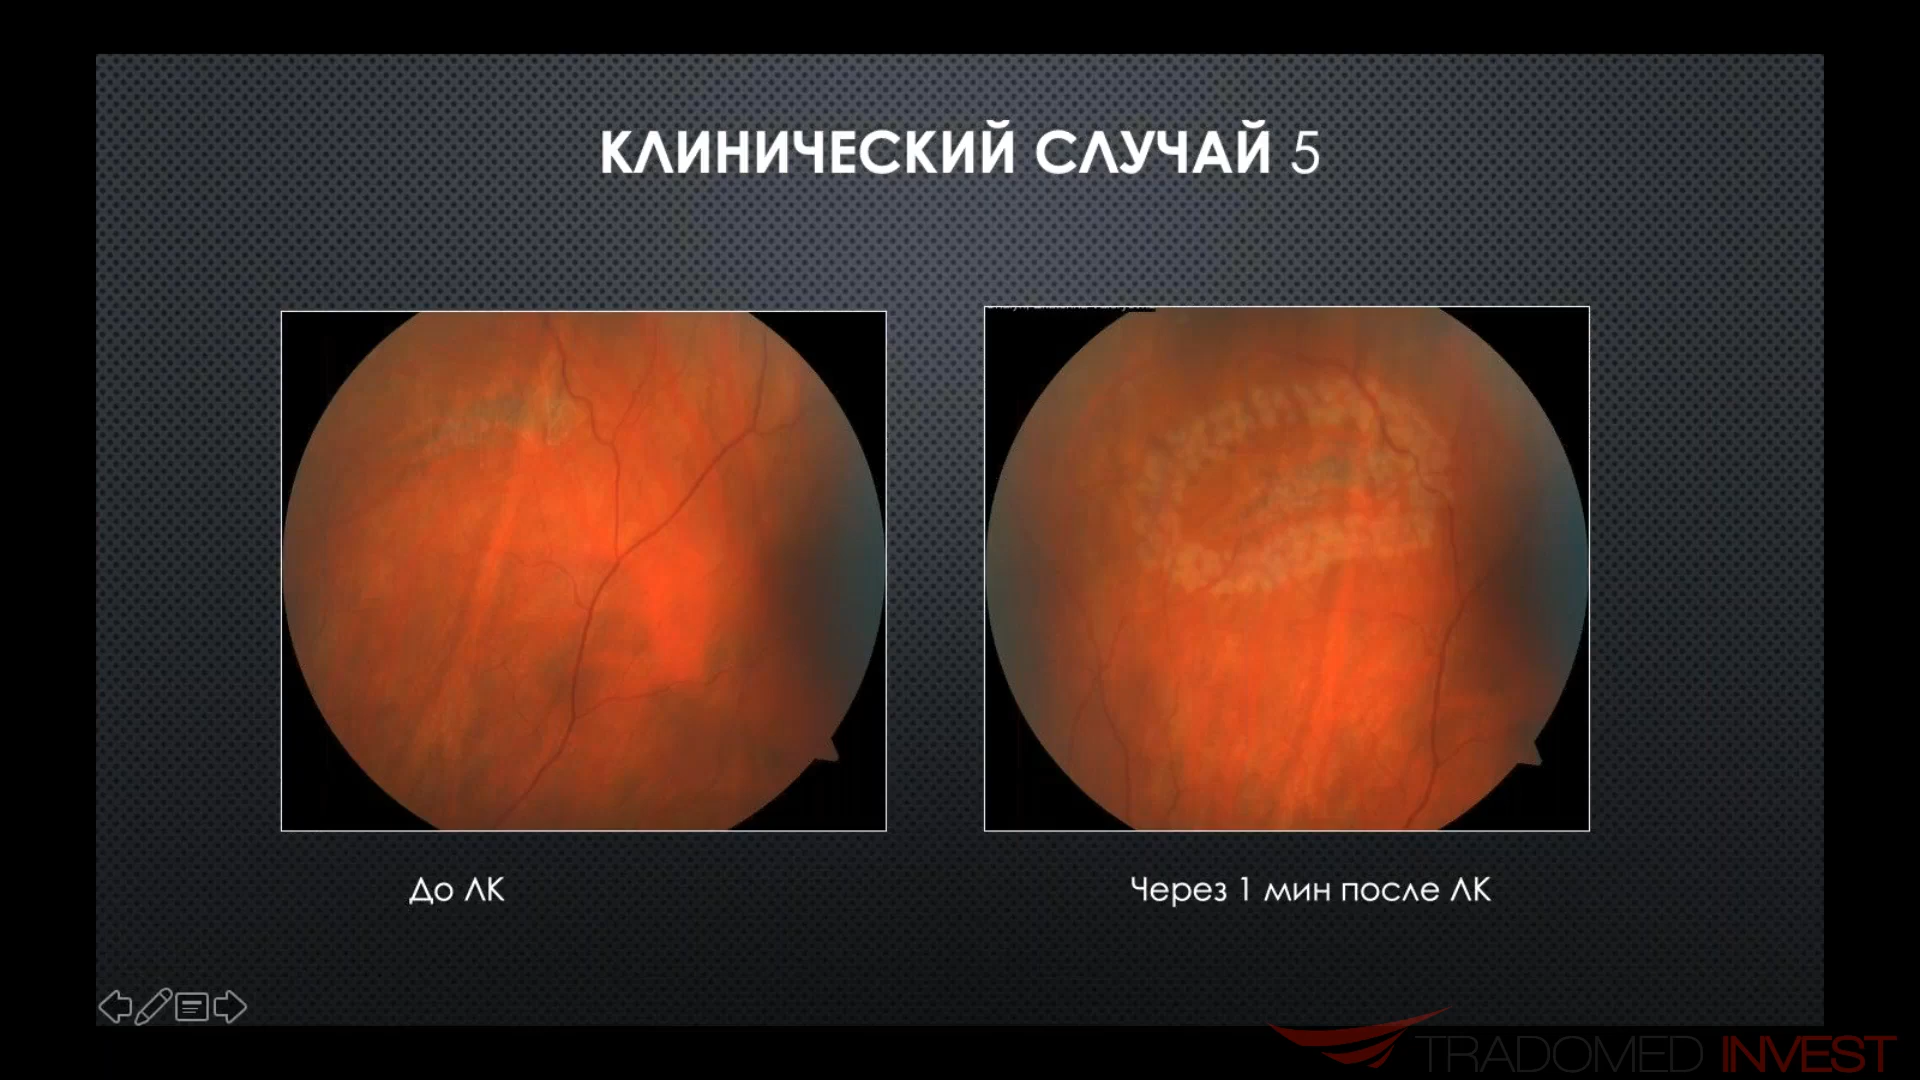 КЛИНИЧЕСКИЙ СЛУЧАЙ 5
До ЛК
Через 1 мин после ЛК
TRADOMED INVEST